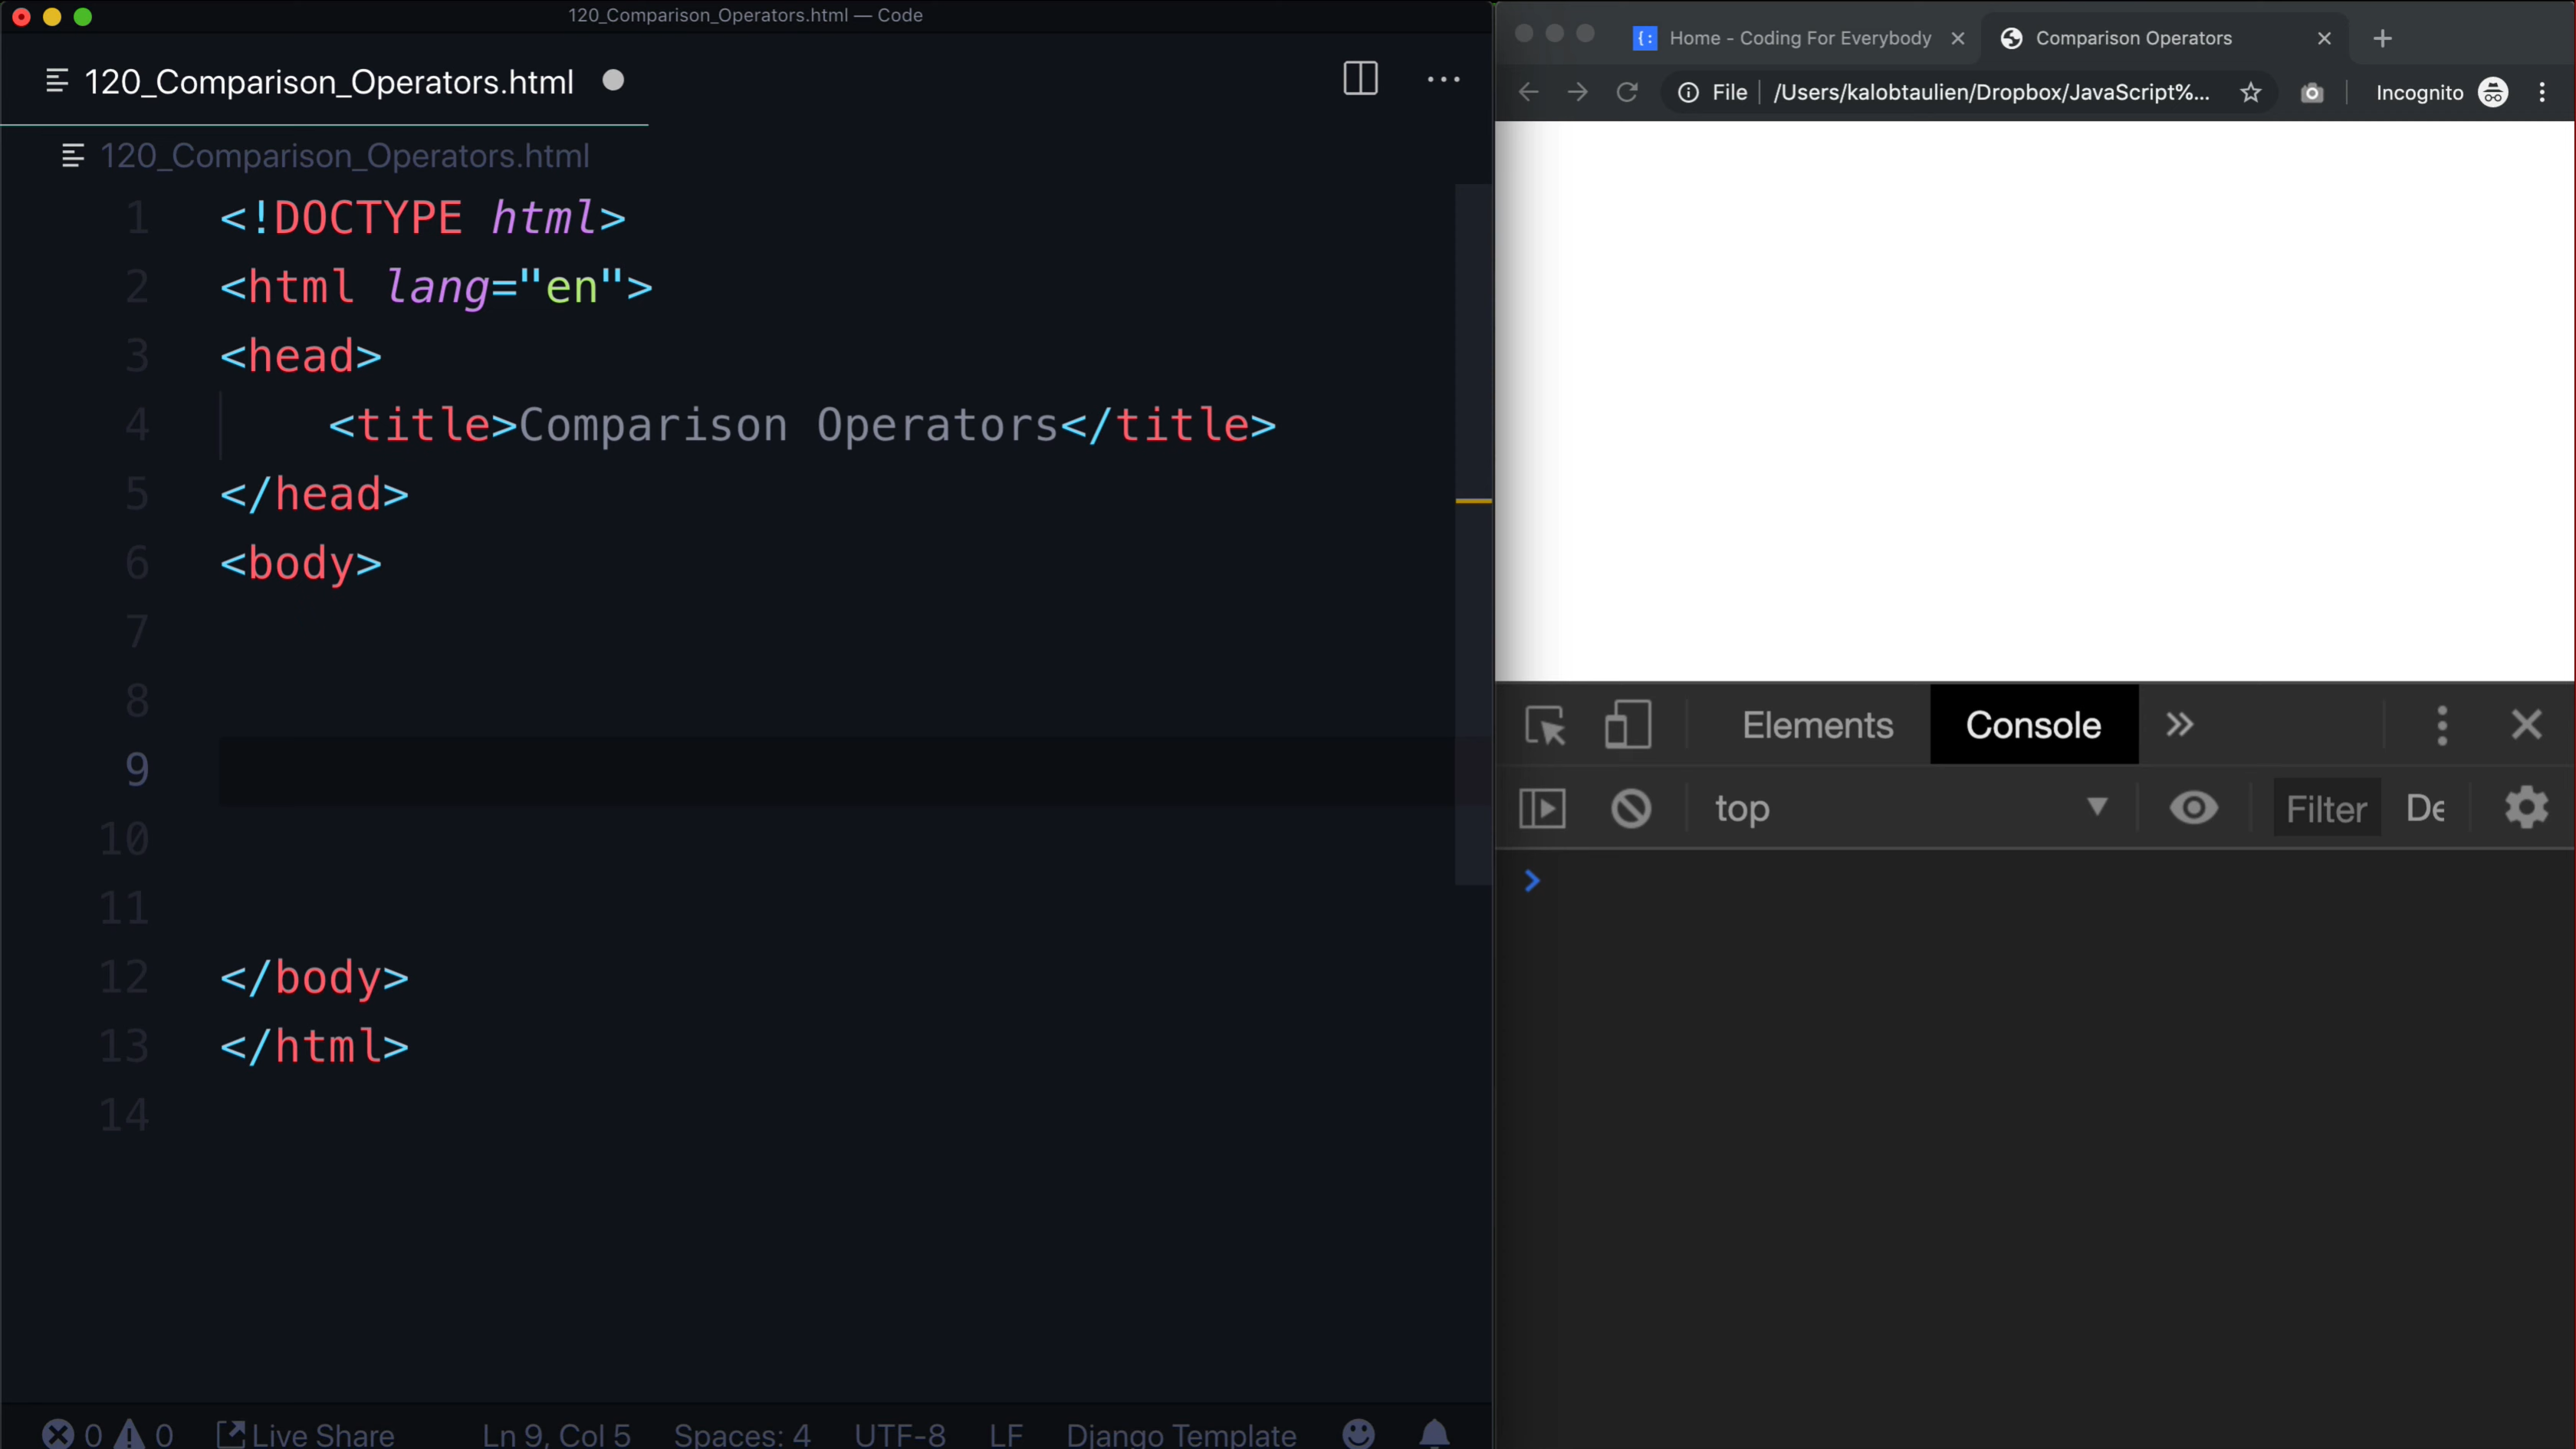 120_Comparison_Operators.html — Code
120_Comparison_Operators.html
120_Comparison_Operators.html
1 <!DOCTYPE html>
2 <html lang="en">
3 <head>
4 <title>Comparison Operators</title>
5 </head>
6 <body>
7
8
9
10
11
12 </body>
13 </html>
14
0 0 Live Share Ln 9, Col 5 Spaces: 4 UTF-8 LF Django Template
Home - Coding For Everybody Comparison Operators
File /Users/kalobtaulien/Dropbox/JavaScript%... Incognito
Elements Console
top Filter De